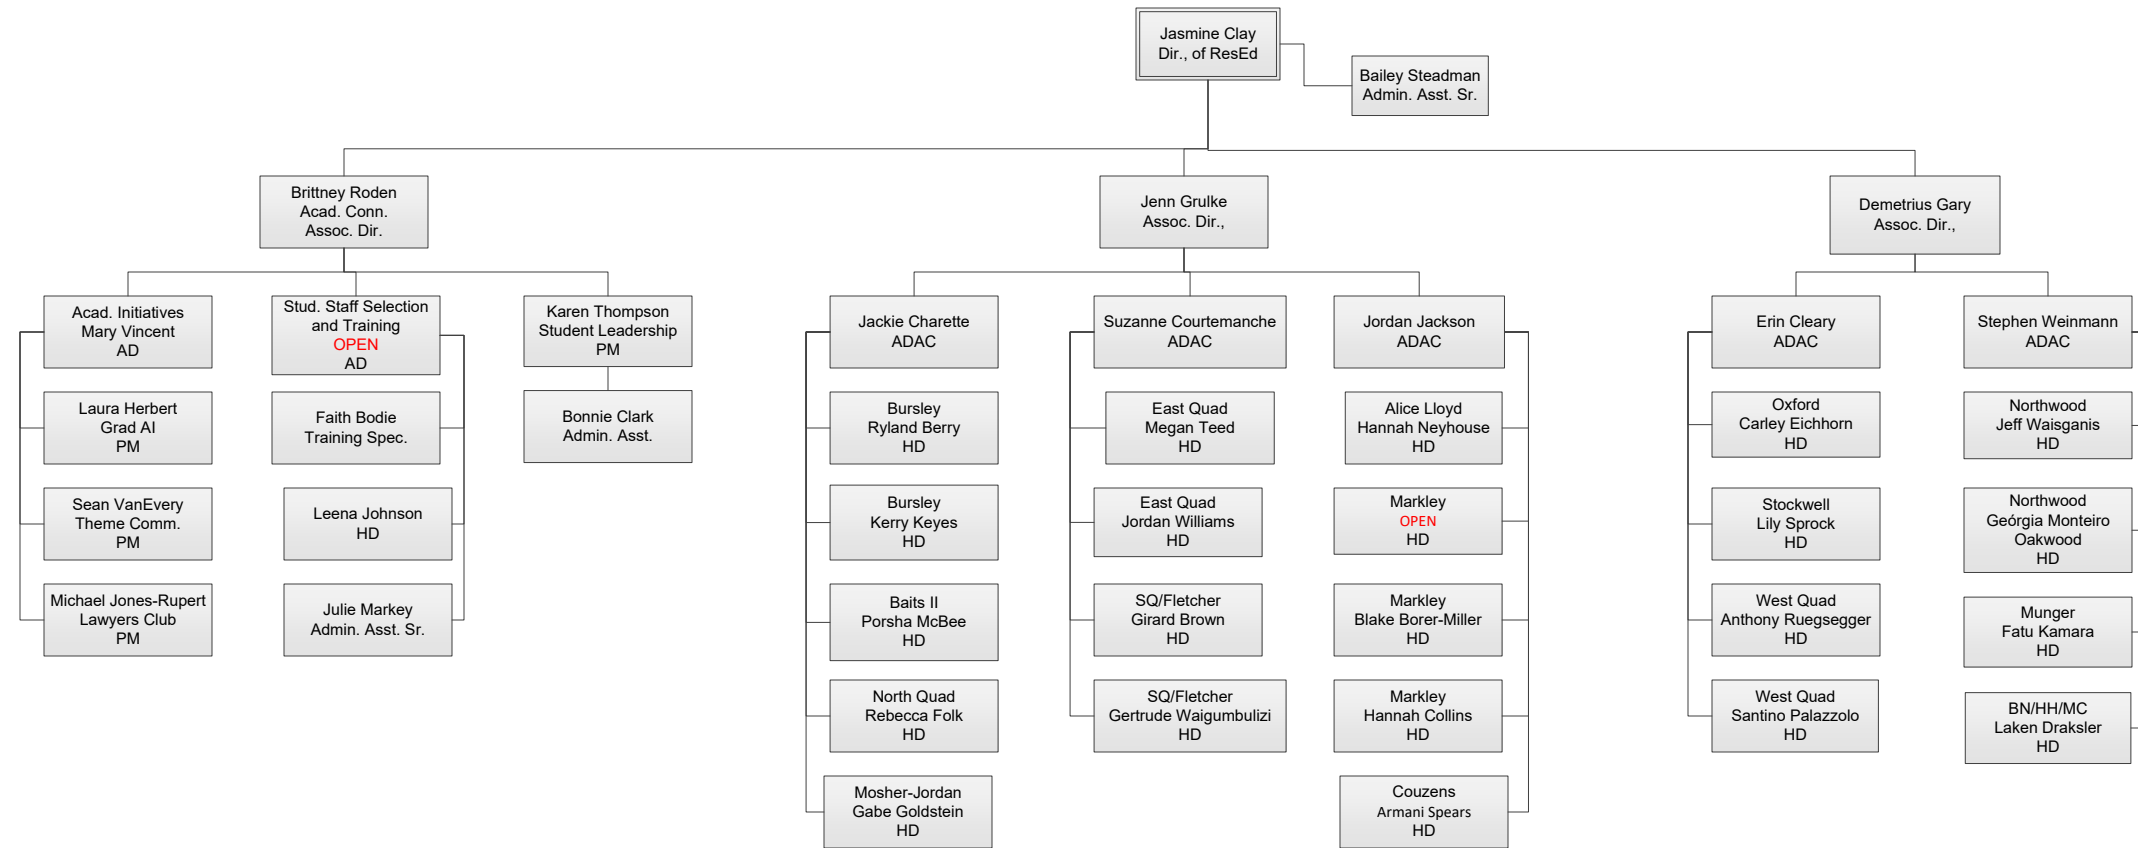 Jasmine Clay
Dir., of ResEd
Bailey Steadman
Admin. Asst. Sr.
Brittney Roden
Acad. Conn.
Assoc. Dir.
Jenn Grulke
Assoc. Dir.,
Demetrius Gary
Assoc. Dir.,
Acad. Initiatives
Mary Vincent
AD
Stud. Staff Selection
and Training
OPEN
AD
Karen Thompson
Student Leadership
PM
Jackie Charette
ADAC
Suzanne Courtemanche
ADAC
Jordan Jackson
ADAC
Erin Cleary
ADAC
Stephen Weinmann
ADAC
Laura Herbert
Grad AI
PM
Faith Bodie
Training Spec.
Bonnie Clark
Admin. Asst.
Bursley
Ryland Berry
HD
East Quad
Megan Teed
HD
Alice Lloyd
Hannah Neyhouse
HD
Oxford
Carley Eichhorn
HD
Northwood
Jeff Waisganis
HD
Sean VanEvery
Theme Comm.
PM
Leena Johnson
HD
Bursley
Kerry Keyes
HD
East Quad
Jordan Williams
HD
Markley
OPEN
HD
Stockwell
Lily Sprock
HD
Northwood
Geórgia Monteiro
Oakwood
HD
Michael Jones-Rupert
Lawyers Club
PM
Julie Markey
Admin. Asst. Sr.
Baits II
Porsha McBee
HD
SQ/Fletcher
Girard Brown
HD
Markley
Blake Borer-Miller
HD
West Quad
Anthony Ruegsegger
HD
Munger
Fatu Kamara
HD
North Quad
Rebecca Folk
HD
SQ/Fletcher
Gertrude Waigumbulizi
HD
Markley
Hannah Collins
HD
West Quad
Santino Palazzolo
HD
BN/HH/MC
Laken Draksler
HD
Mosher-Jordan
Gabe Goldstein
HD
Couzens
Armani Spears
HD